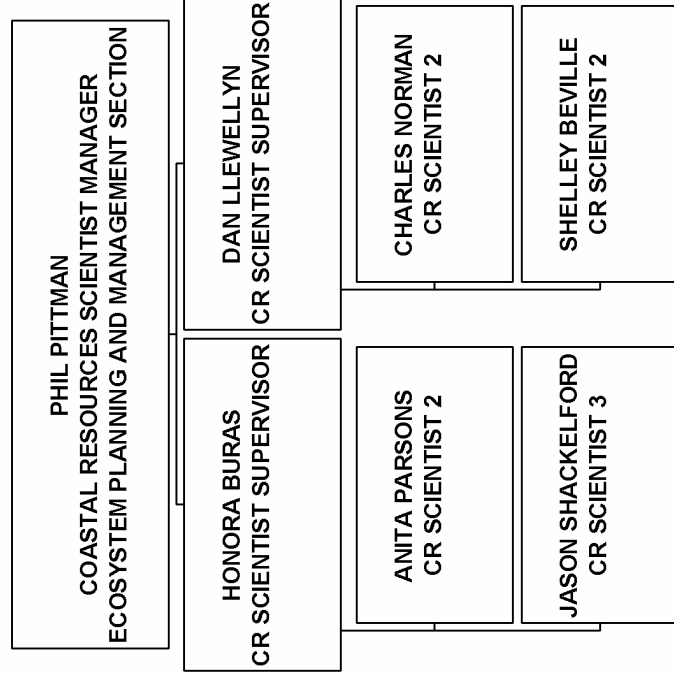 PHIL PITTMAN
COASTAL RESOURCES SCIENTIST MANAGER
ECOSYSTEM PLANNING AND MANAGEMENT SECTION
HONORA BURAS
CR SCIENTIST SUPERVISOR
DAN LLEWELLYN
CR SCIENTIST SUPERVISOR
ANITA PARSONS
CR SCIENTIST 2
CHARLES NORMAN
CR SCIENTIST 2
JASON SHACKELFORD
CR SCIENTIST 3
SHELLEY BEVILLE
CR SCIENTIST 2